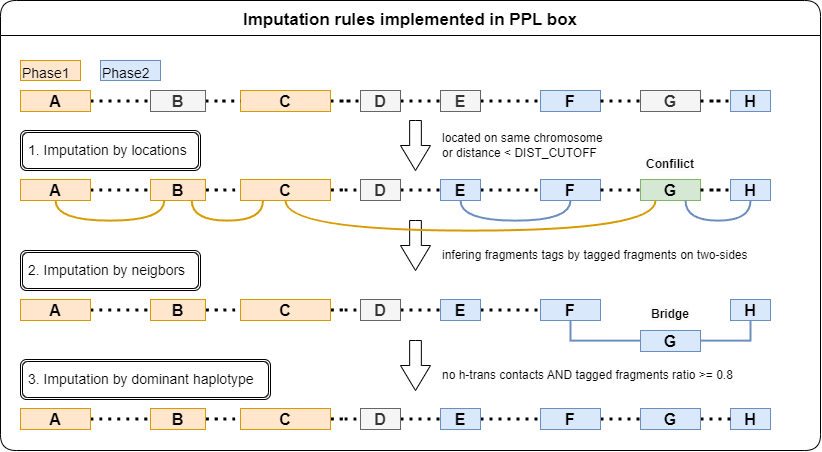 Imputation rules implemented in PPL box
Phase1 Phase2
A B C D E F G H
1. Imputation by locations
located on same chromosome
or distance < DIST_CUTOFF
Confilict
A B C D E F G H
2. Imputation by neigbors
infering fragments tags by tagged fragments on two-sides
A B C D E F H
Bridge
G
3. Imputation by dominant haplotype
no h-trans contacts AND tagged fragments ratio >= 0.8
A B C D E F G H